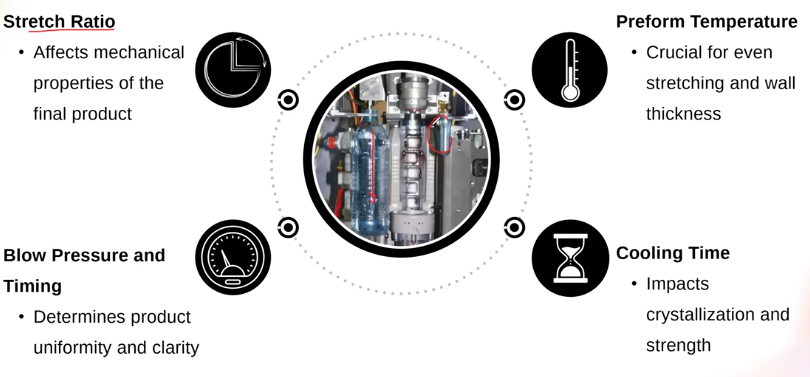 Stretch Ratio
• Affects mechanical
properties of the
final product
Preform Temperature
• Crucial for even
stretching and wall
thickness
Blow Pressure and
Timing
• Determines product
uniformity and clarity
Cooling Time
• Impacts
crystallization and
strength